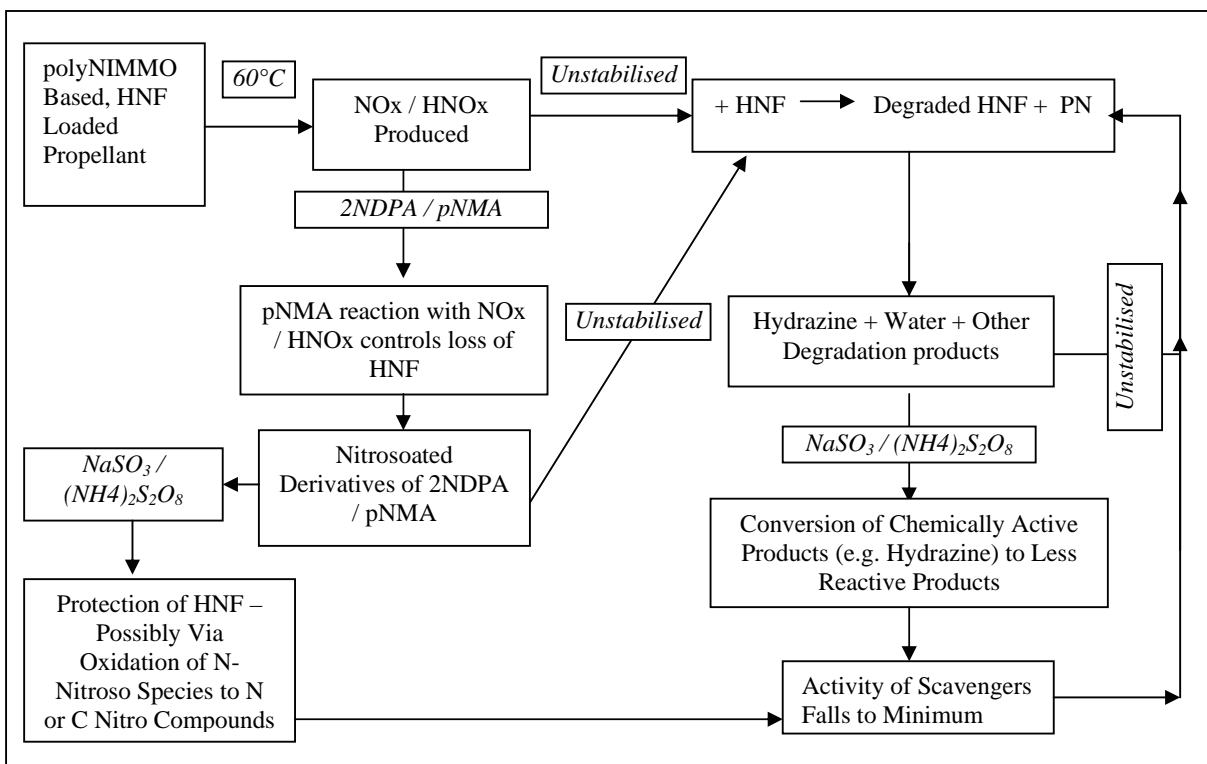 polyNIMMO
Based, HNF
Loaded
Propellant
60°C
NOx / HNOx
Produced
Unstabilised
+ HNF → Degraded HNF + PN
2NDPA / pNMA
pNMA reaction with NOx
/ HNOx controls loss of
HNF
Unstabilised
Hydrazine + Water + Other
Degradation products
Unstabilised
NaSO₃ /
(NH4)₂S₂O₈
Nitrosoated
Derivatives of 2NDPA
/ pNMA
NaSO₃ / (NH4)₂S₂O₈
Conversion of Chemically Active
Products (e.g. Hydrazine) to Less
Reactive Products
Protection of HNF –
Possibly Via
Oxidation of N-
Nitroso Species to N
or C Nitro Compounds
Activity of Scavengers
Falls to Minimum